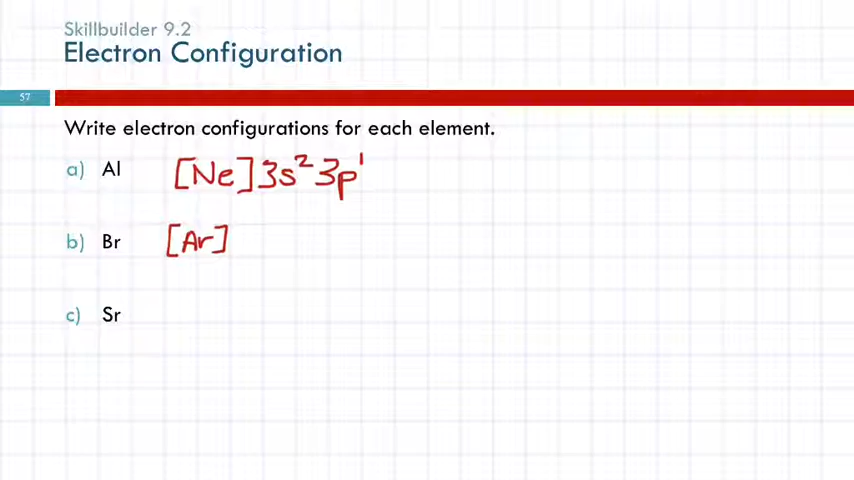 Skillbuilder 9.2
Electron Configuration
57
Write electron configurations for each element.
a) Al [Ne]3s²3p¹
b) Br [Ar]
c) Sr